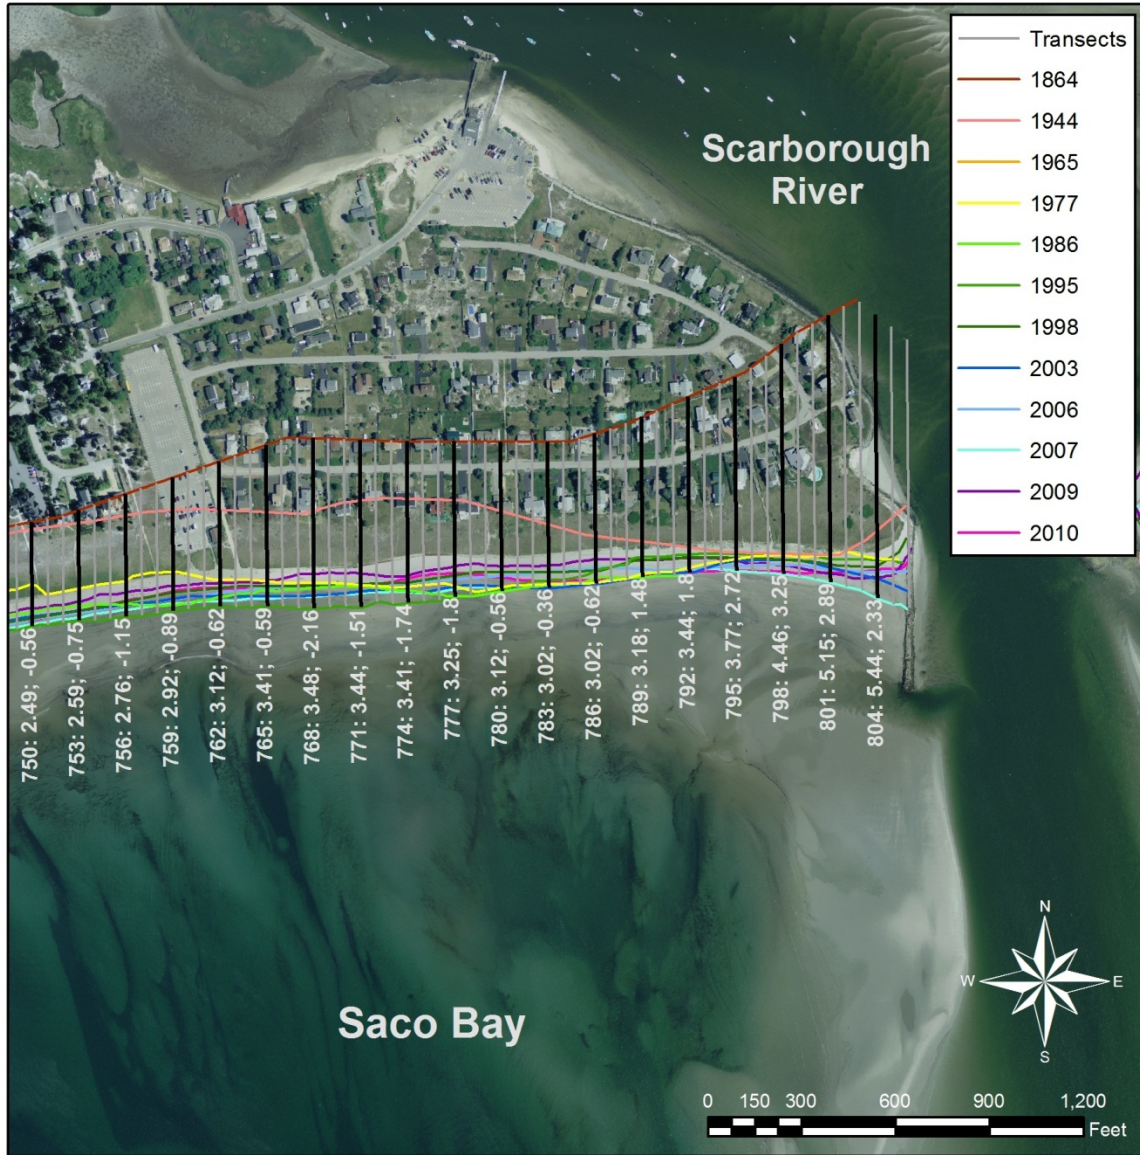 Transects
1864
1944
1965
1977
1986
1995
1998
2003
2006
2007
2009
2010
Scarborough
River
750: 2.49; -0.56
753: 2.59; -0.75
756: 2.76; -1.15
759: 2.92; -0.89
762: 3.12; -0.62
765: 3.41; -0.59
768: 3.48; -2.16
771: 3.44; -1.51
774: 3.41; -1.74
777: 3.25; -1.8
780: 3.12; -0.56
783: 3.02; -0.36
786: 3.02; -0.62
789: 3.18; 1.48
792: 3.44; 1.8
795: 3.77; 2.72
798: 4.46; 3.25
801: 5.15; 2.89
804: 5.44; 2.33
Saco Bay
N
W E
S
0 150 300 600 900 1,200
Feet